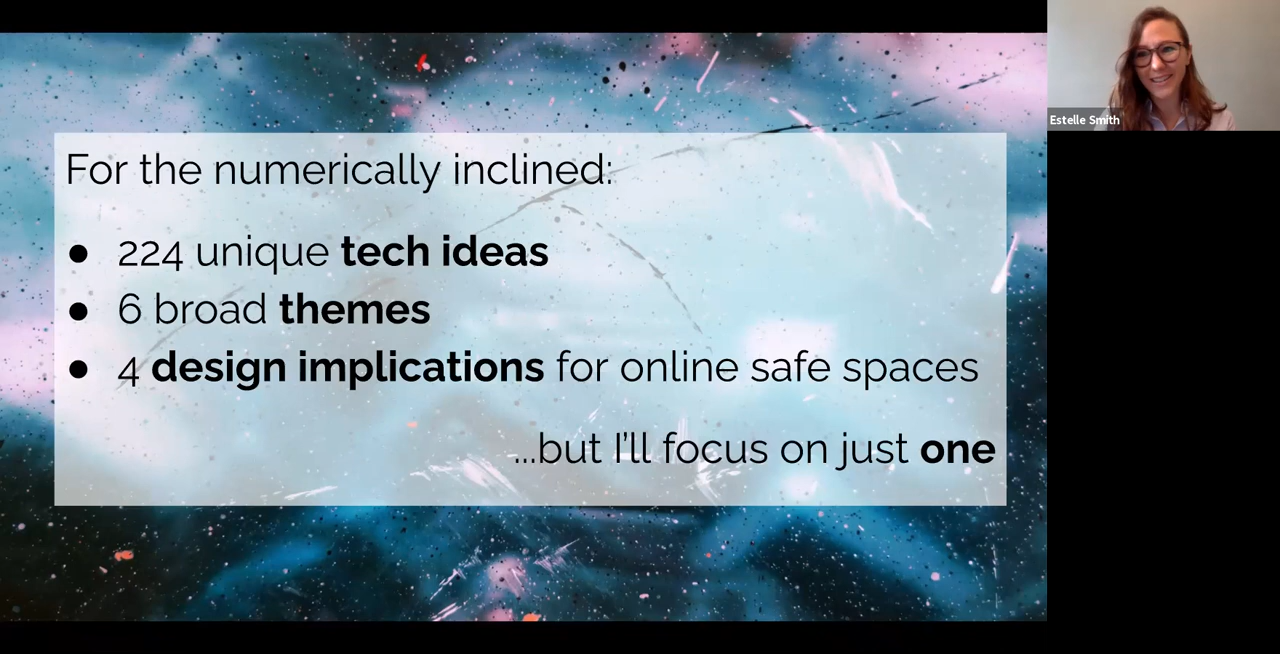 For the numerically inclined:
● 224 unique tech ideas
● 6 broad themes
● 4 design implications for online safe spaces
...but I’ll focus on just one
Estelle Smith